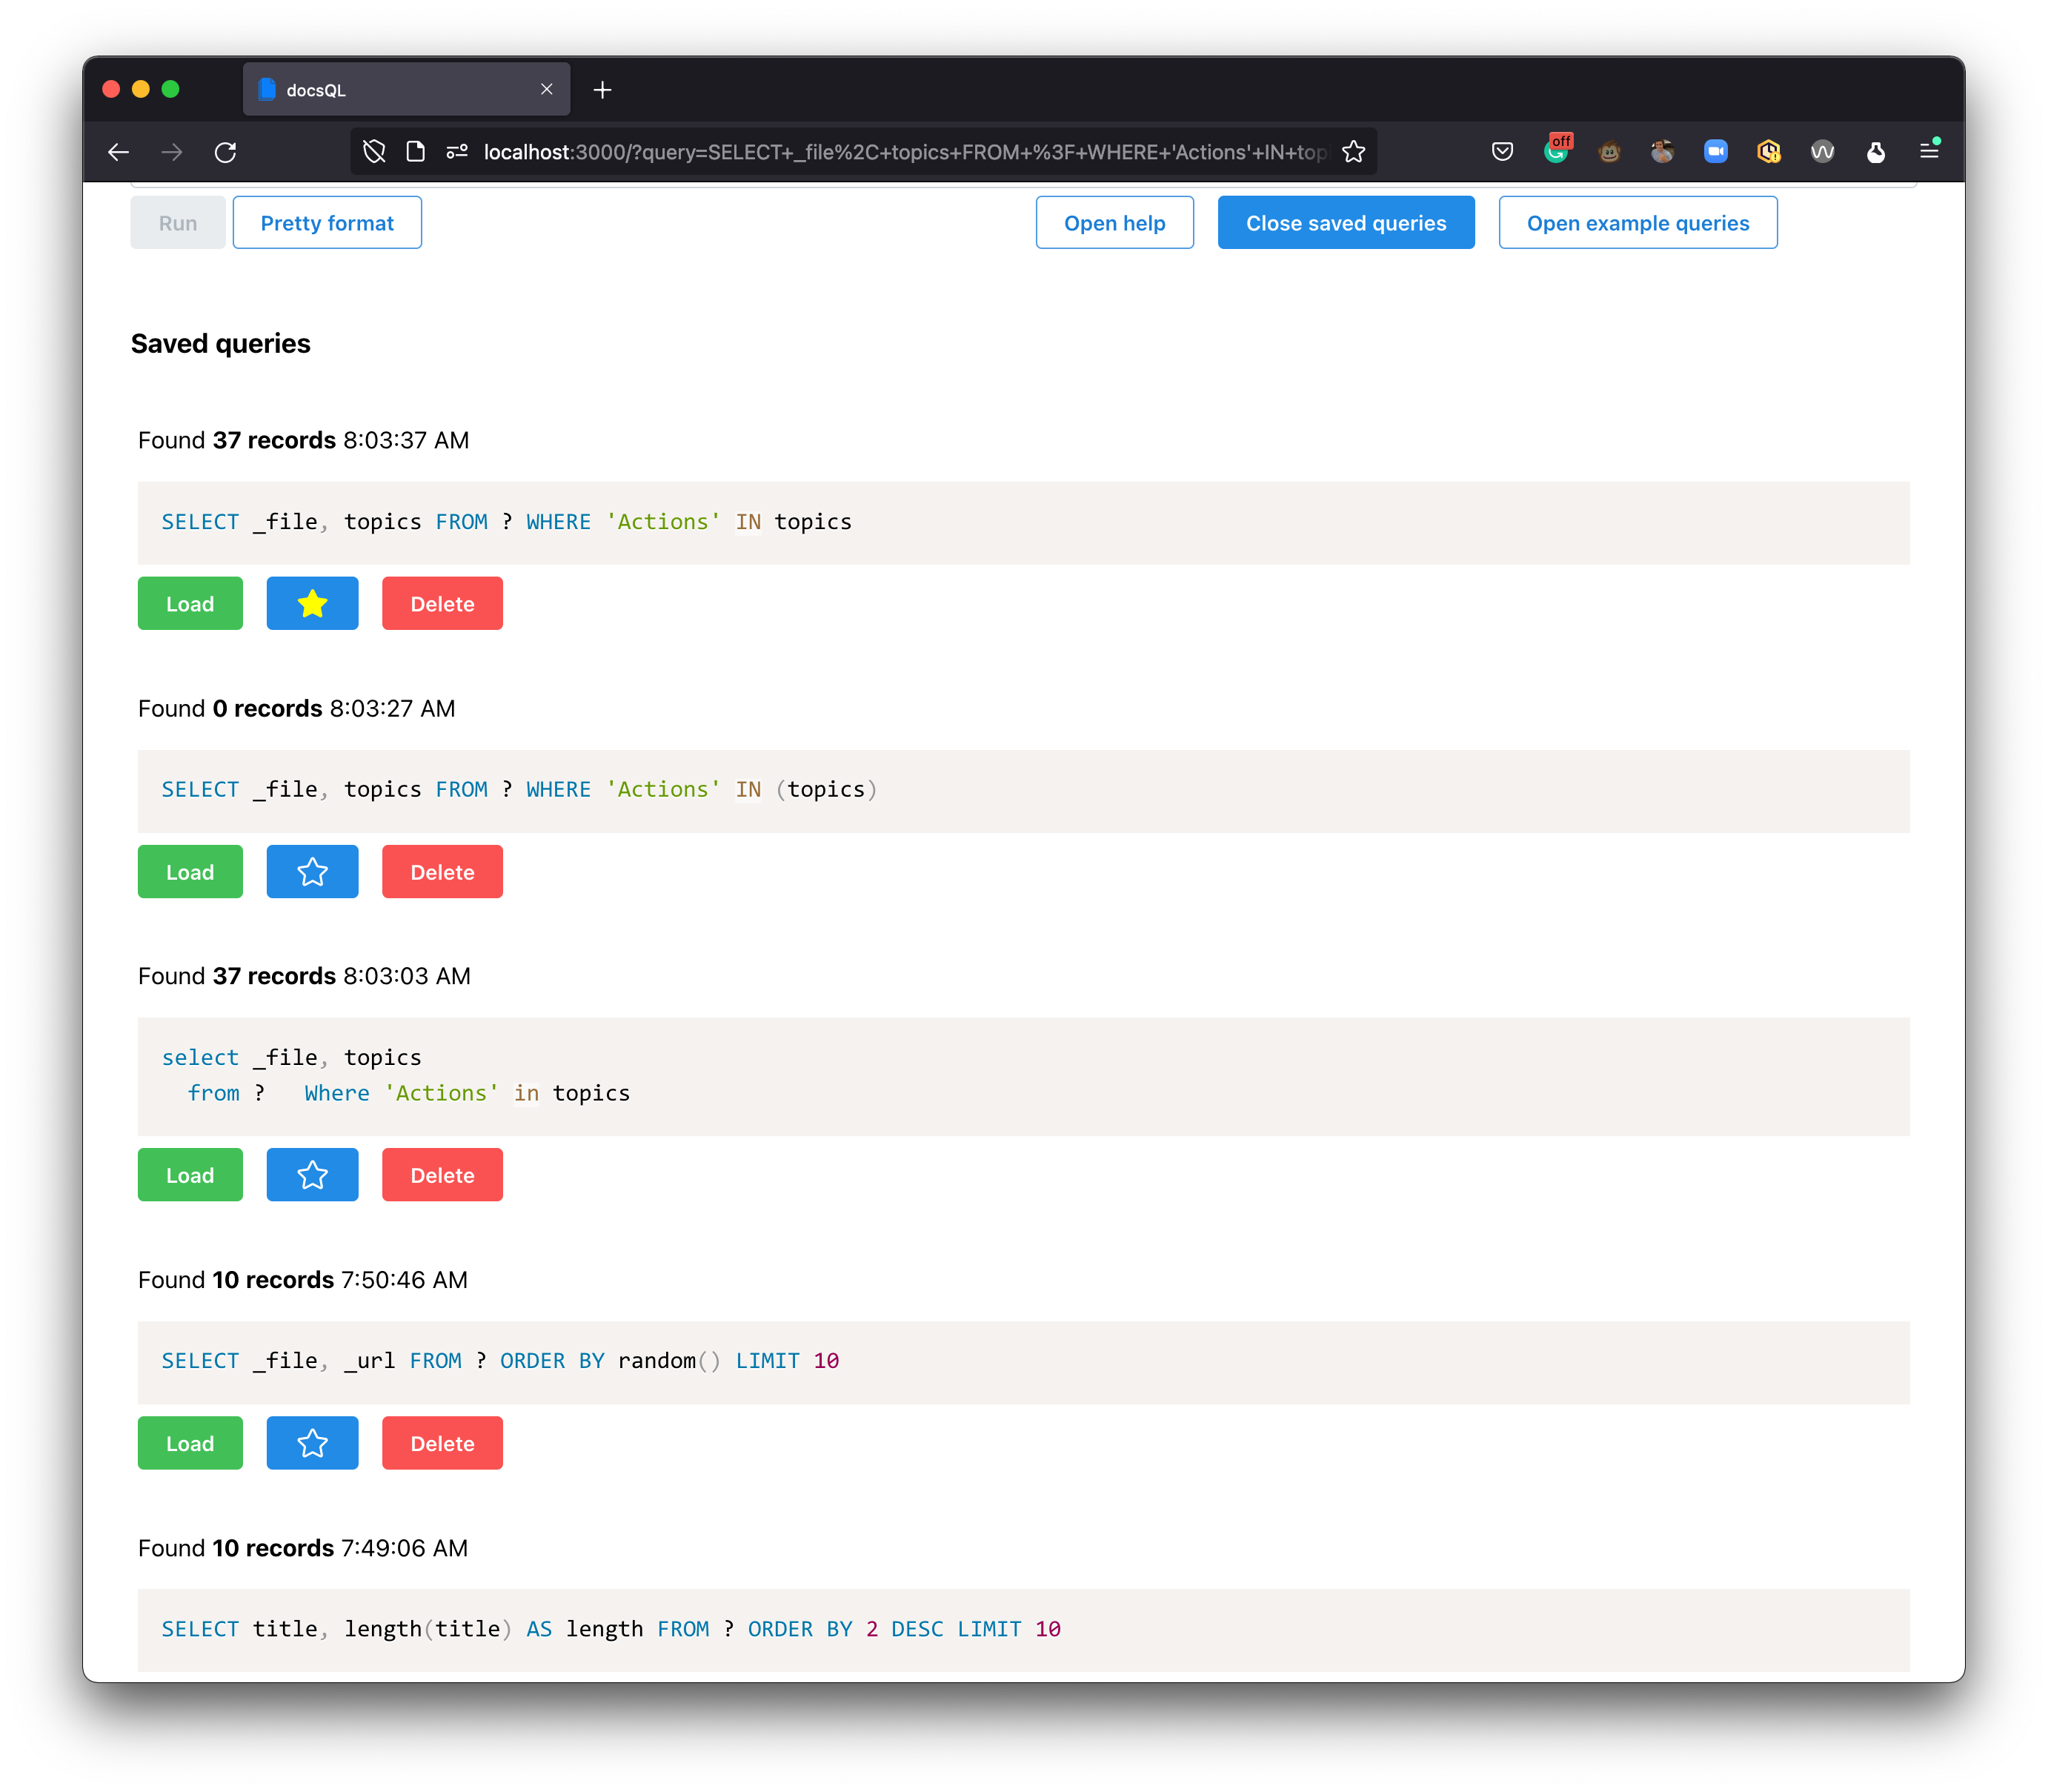 docsQL
localhost:3000/?query=SELECT+_file%2C+topics+FROM+%3F+WHERE+'Actions'+IN+top
off
Run
Pretty format
Open help
Close saved queries
Open example queries
Saved queries
Found 37 records 8:03:37 AM
SELECT _file, topics FROM ? WHERE 'Actions' IN topics
Load
Delete
Found 0 records 8:03:27 AM
SELECT _file, topics FROM ? WHERE 'Actions' IN (topics)
Load
Delete
Found 37 records 8:03:03 AM
select _file, topics
from ?   Where 'Actions' in topics
Load
Delete
Found 10 records 7:50:46 AM
SELECT _file, _url FROM ? ORDER BY random() LIMIT 10
Load
Delete
Found 10 records 7:49:06 AM
SELECT title, length(title) AS length FROM ? ORDER BY 2 DESC LIMIT 10